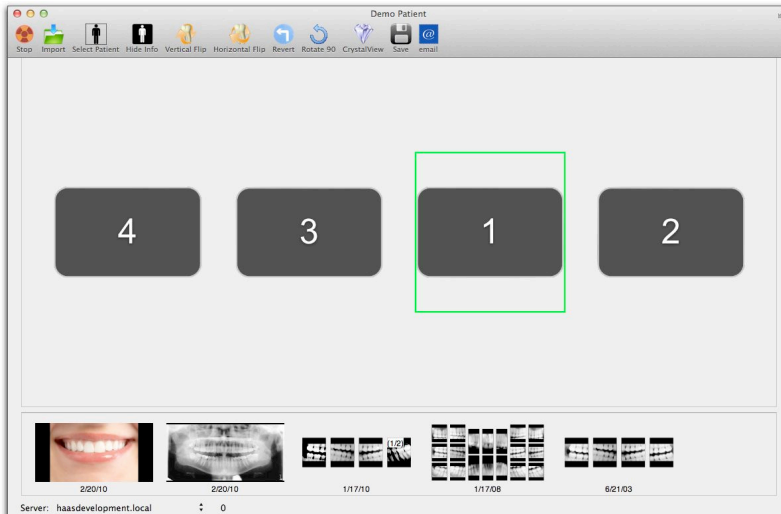 Demo Patient
Stop Import Select Patient Hide Info Vertical Flip Horizontal Flip Revert Rotate 90 CrystalView Save email
@
4 3 1 2
(1/2)
2/20/10 2/20/10 1/17/10 1/17/08 6/21/03
Server: haasdevelopment.local 0